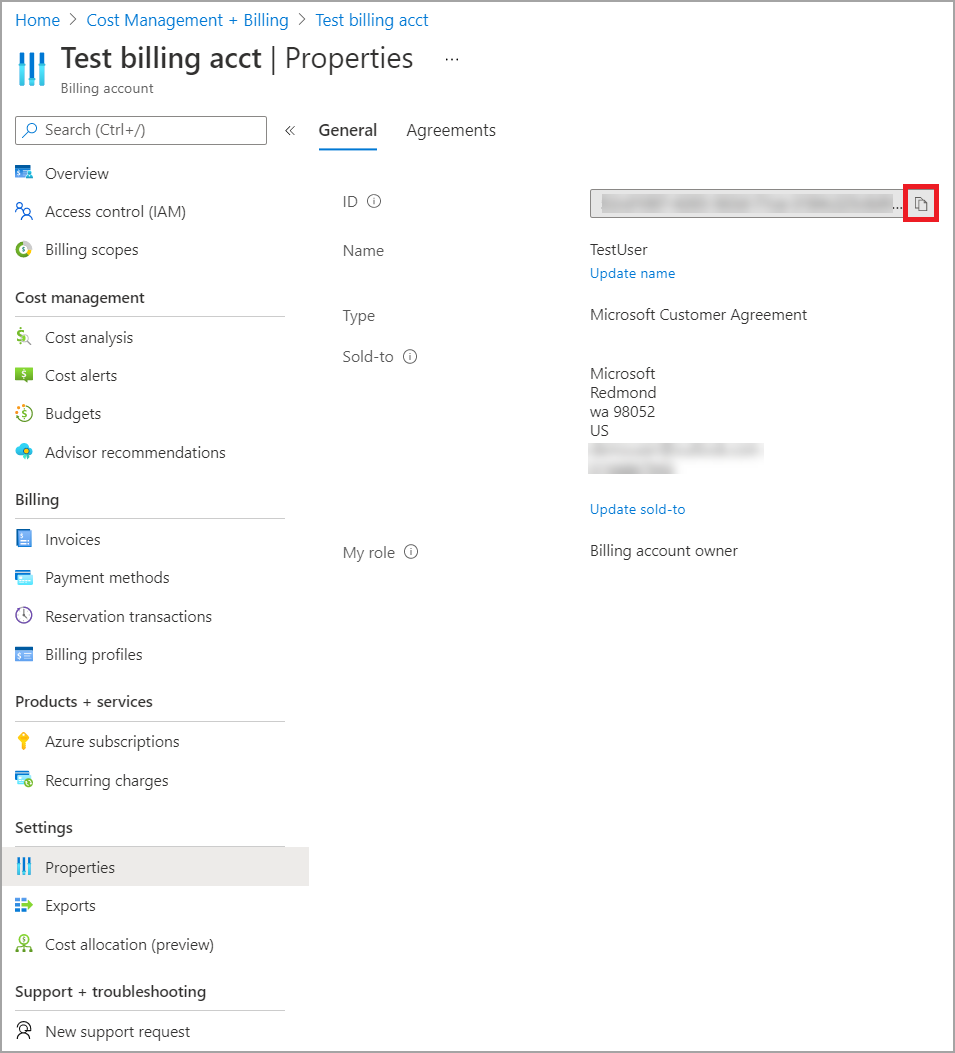 Home > Cost Management + Billing > Test billing acct
Test billing acct | Properties ...
Billing account
Search (Ctrl+/)
«
General Agreements
Overview
Access control (IAM)
Billing scopes
Cost management
Cost analysis
Cost alerts
Budgets
Advisor recommendations
Billing
Invoices
Payment methods
Reservation transactions
Billing profiles
Products + services
Azure subscriptions
Recurring charges
Settings
Properties
Exports
Cost allocation (preview)
Support + troubleshooting
New support request
ID
...
Name
TestUser
Update name
Type
Microsoft Customer Agreement
Sold-to
Microsoft
Redmond
wa 98052
US
Update sold-to
My role
Billing account owner